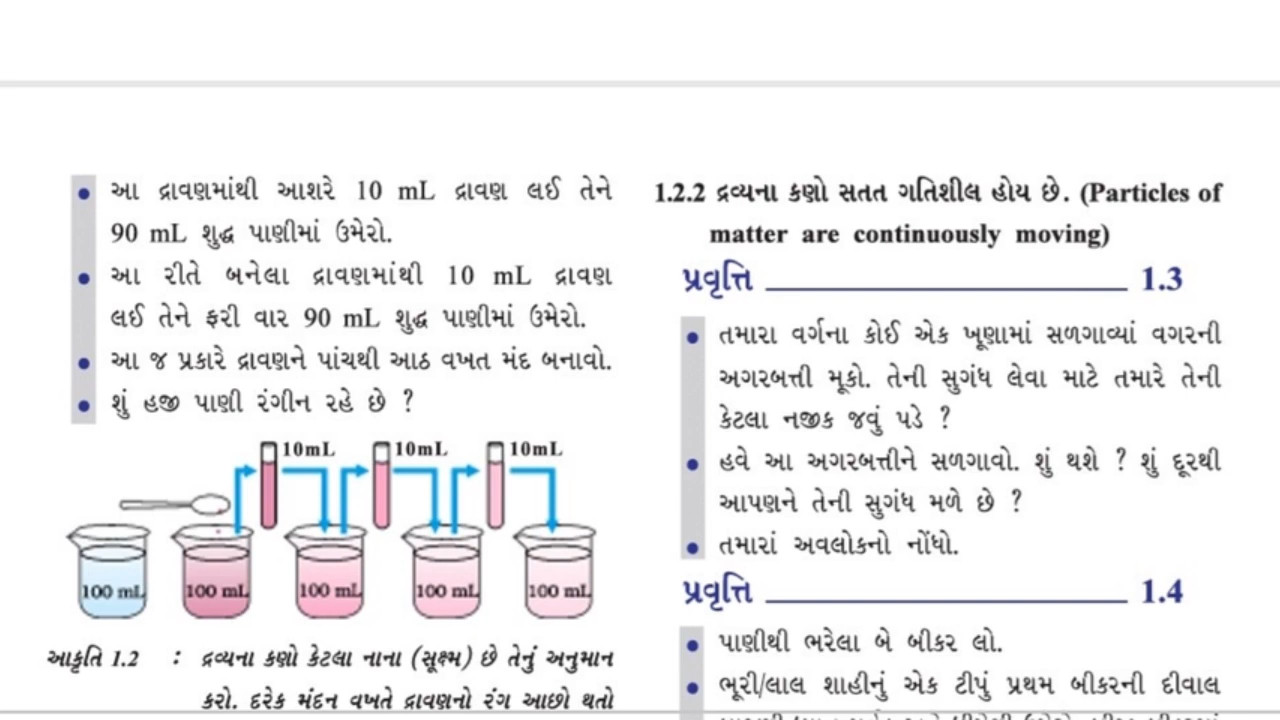 આ દ્રાવણમાંથી આશરે 10 mL દ્રાવણ લઈ તેને
90 mL શુદ્ધ પાણીમાં ઉમેરો.
આ રીતે બનેલા દ્રાવણમાંથી 10 mL દ્રાવણ
લઈ તેને ફરી વાર 90 mL શુદ્ધ પાણીમાં ઉમેરો.
આ જ પ્રકારે દ્રાવણને પાંચથી આઠ વખત મંદ બનાવો.
શું હજી પાણી રંગીન રહે છે ?
10mL 10mL 10mL
100 mL 100 mL 100 mL 100 mL 100 mL
આકૃતિ 1.2 : દ્રવ્યના કણો કેટલા નાના (સૂક્ષ્મ) છે તેનું અનુમાન
કરો. દરેક મંદન વખતે દ્રાવણનો રંગ આછો થતો
1.2.2 દ્રવ્યના કણો સતત ગતિશીલ હોય છે. (Particles of
matter are continuously moving)
પ્રવૃત્તિ 1.3
તમારા વર્ગના કોઈ એક ખૂણામાં સળગાવ્યાં વગરની
અગરબત્તી મૂકો. તેની સુગંધ લેવા માટે તમારે તેની
કેટલા નજીક જવું પડે ?
હવે આ અગરબત્તીને સળગાવો. શું થશે ? શું દૂરથી
આપણને તેની સુગંધ મળે છે ?
તમારાં અવલોકનો નોંધો.
પ્રવૃત્તિ 1.4
પાણીથી ભરેલા બે બીકર લો.
ભૂરી/લાલ શાહીનું એક ટીપું પ્રથમ બીકરની દીવાલ